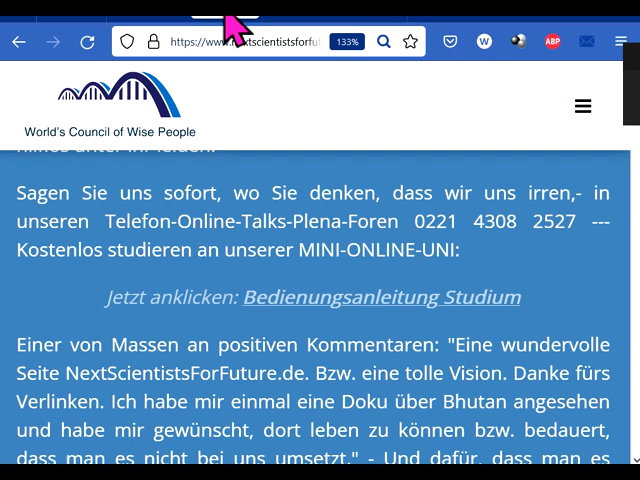 https://www.nextscientistsforfut
133%
W
ABP
World's Council of Wise People
Sagen Sie uns sofort, wo Sie denken, dass wir uns irren,- in
unseren Telefon-Online-Talks-Plena-Foren 0221 4308 2527 ---
Kostenlos studieren an unserer MINI-ONLINE-UNI:
Jetzt anklicken: Bedienungsanleitung Studium
Einer von Massen an positiven Kommentaren: "Eine wundervolle
Seite NextScientistsForFuture.de. Bzw. eine tolle Vision. Danke fürs
Verlinken. Ich habe mir einmal eine Doku über Bhutan angesehen
und habe mir gewünscht, dort leben zu können bzw. bedauert,
dass man es nicht bei uns umsetzt." - Und dafür, dass man es